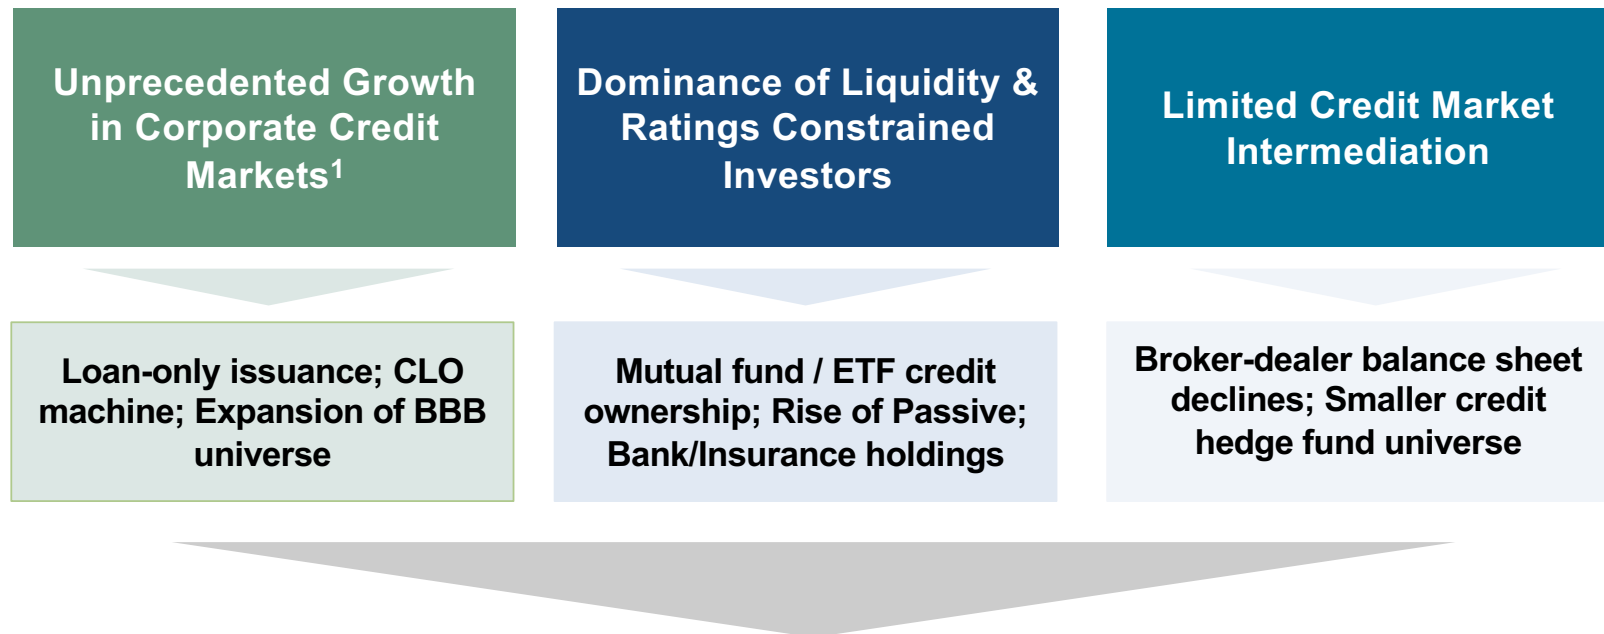 Unprecedented Growth
in Corporate Credit
Markets¹
Dominance of Liquidity &
Ratings Constrained
Investors
Limited Credit Market
Intermediation
Loan-only issuance; CLO
machine; Expansion of BBB
universe
Mutual fund / ETF credit
ownership; Rise of Passive;
Bank/Insurance holdings
Broker-dealer balance sheet
declines; Smaller credit
hedge fund universe